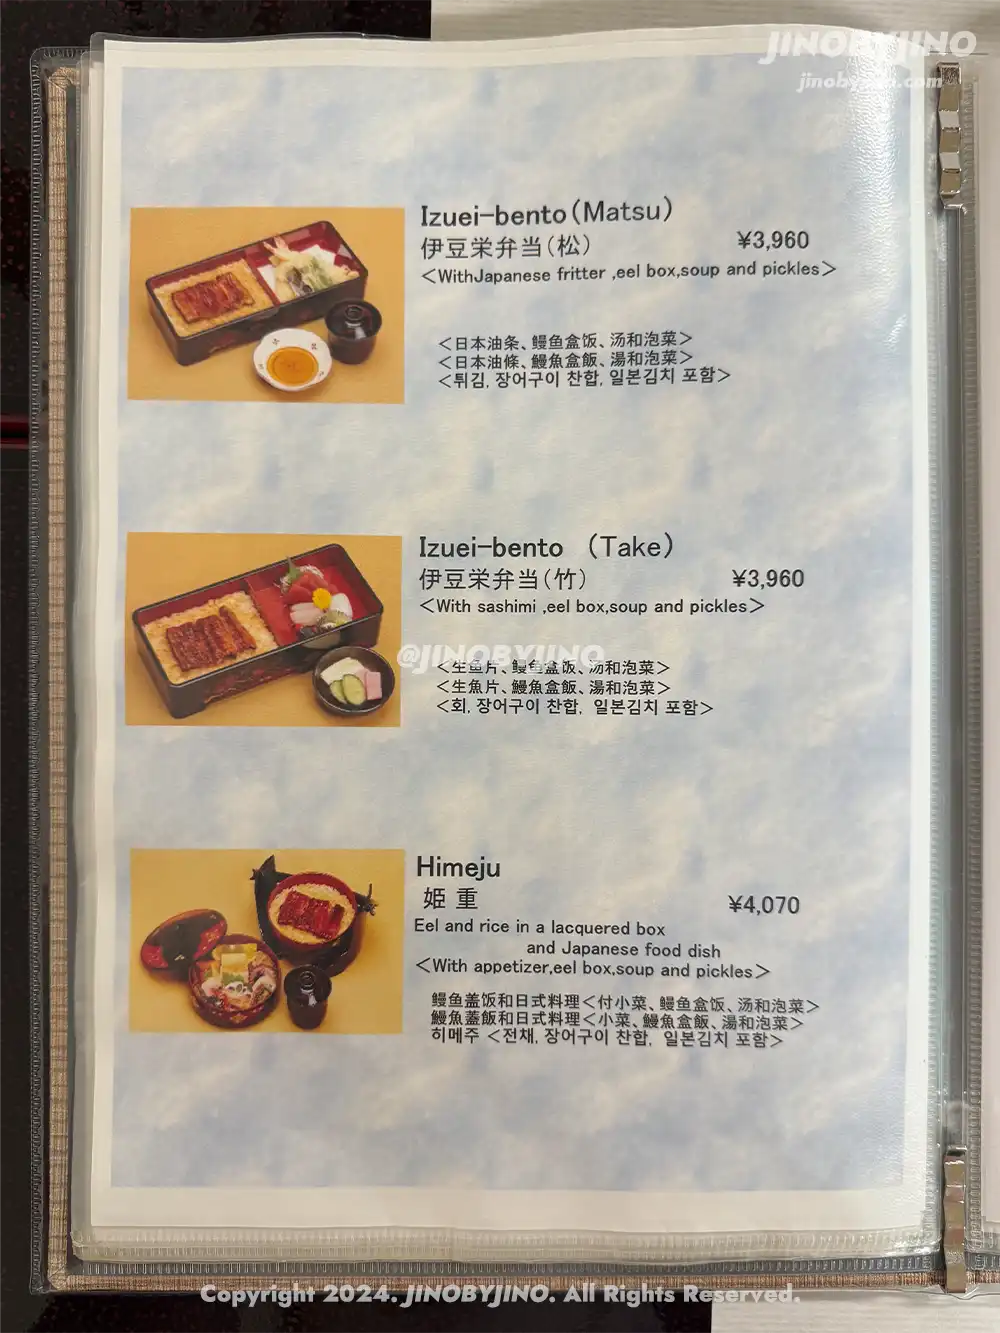 JINOBYJINO
jinobyjino.com
Izuei-bento(Matsu)
伊豆栄弁当(松)
¥3,960
<WithJapanese fritter ,eel box,soup and pickles>
<日本油条、鳗鱼盒饭、汤和泡菜>
<日本油條、鰻魚盒飯、湯和泡菜>
<튀김, 장어구이 찬합, 일본김치 포함>
Izuei-bento (Take)
伊豆栄弁当(竹)
¥3,960
<With sashimi ,eel box,soup and pickles>
@JINOBYJINO
<生鱼片、鳗鱼盒饭、汤和泡菜>
<生魚片、鰻魚盒飯、湯和泡菜>
<회, 장어구이 찬합, 일본김치 포함>
Himeju
姫 重
¥4,070
Eel and rice in a lacquered box
and Japanese food dish
<With appetizer,eel box,soup and pickles>
鳗鱼盖饭和日式料理<付小菜、鳗鱼盒饭、汤和泡菜>
鰻魚蓋飯和日式料理<小菜、鰻魚盒飯、湯和泡菜>
히메주 <전채, 장어구이 찬합, 일본김치 포함>
Copyright 2024. JINOBYJINO. All Rights Reserved.